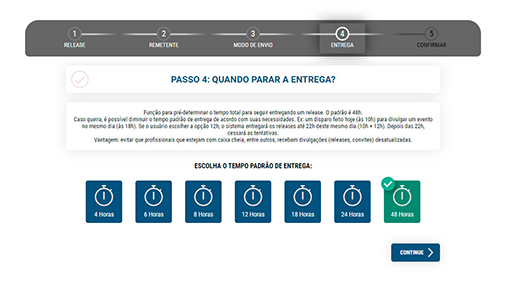 1 2 3 4 5
RELEASE REMETENTE MODO DE ENVIO ENTREGA CONFIRMAR
PASSO 4: QUANDO PARAR A ENTREGA?
Função para pré-determinar o tempo total para seguir entregando um release. O padrão é 48h.
Caso queira, é possível diminuir o tempo padrão de entrega de acordo com suas necessidades. Ex: um disparo feito hoje (às 10h) para divulgar um evento
no mesmo dia (às 18h). Se o usuário escolher a opção 12h, o sistema entregará os releases até 22h deste mesmo dia (10h + 12h). Depois das 22h,
cessará as tentativas.
Vantagem: evitar que profissionais que estejam com caixa cheia, entre outros, recebam divulgações (releases, convites) desatualizadas.
ESCOLHA O TEMPO PADRÃO DE ENTREGA:
4 Horas 6 Horas 8 Horas 12 Horas 18 Horas 24 Horas 48 Horas
CONTINUE